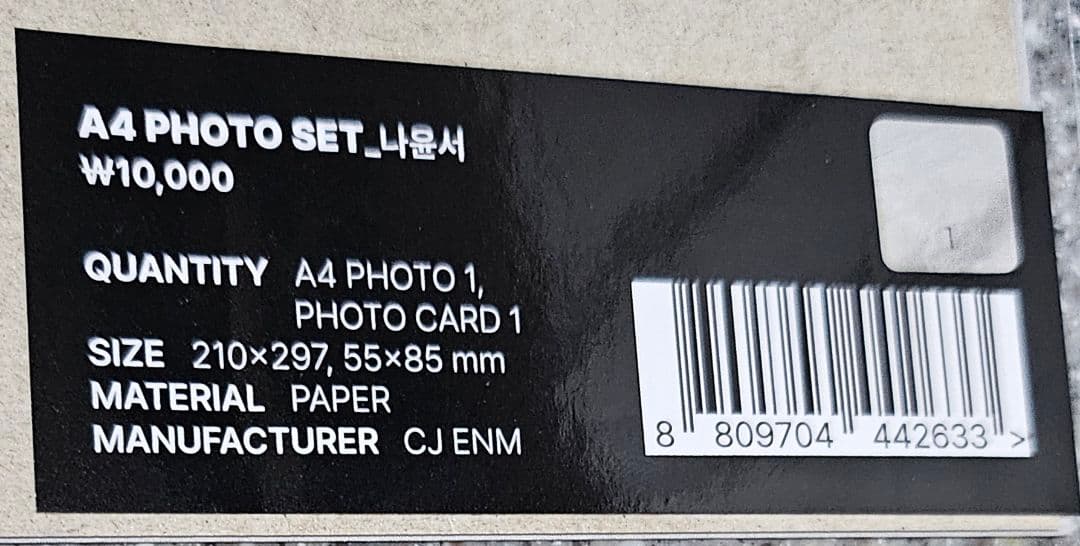 A4 PHOTO SET_나윤서
₩10,000
QUANTITY A4 PHOTO 1,
PHOTO CARD 1
SIZE 210×297, 55×85 mm
MATERIAL PAPER
MANUFACTURER CJ ENM
1
8 809704 442633 >